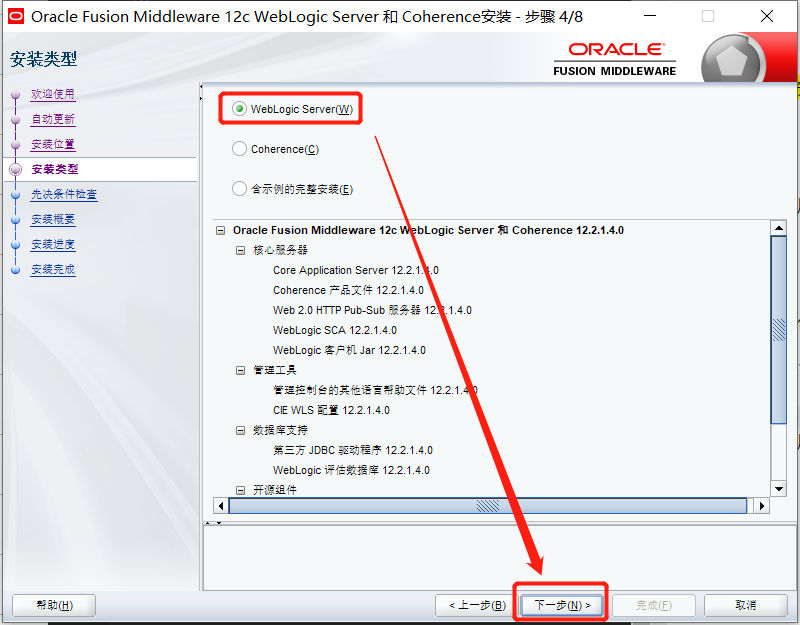 Oracle Fusion Middleware 12c WebLogic Server 和 Coherence安装 - 步骤 4/8
安装类型
ORACLE
FUSION MIDDLEWARE
欢迎使用
自动更新
安装位置
安装类型
先决条件检查
安装概要
安装进度
安装完成
WebLogic Server(W)
Coherence(C)
含示例的完整安装(E)
Oracle Fusion Middleware 12c WebLogic Server 和 Coherence 12.2.1.4.0
核心服务器
Core Application Server 12.2.1.4.0
Coherence 产品文件 12.2.1.4.0
Web 2.0 HTTP Pub-Sub 服务器 12.2.1.4.0
WebLogic SCA 12.2.1.4.0
WebLogic 客户机 Jar 12.2.1.4.0
管理工具
管理控制台的其他语言帮助文件 12.2.1.4.0
CIE WLS 配置 12.2.1.4.0
数据库支持
第三方 JDBC 驱动程序 12.2.1.4.0
WebLogic 评估数据库 12.2.1.4.0
开源组件
帮助(H)
< 上一步(B)
下一步(N) >
完成(F)
取消